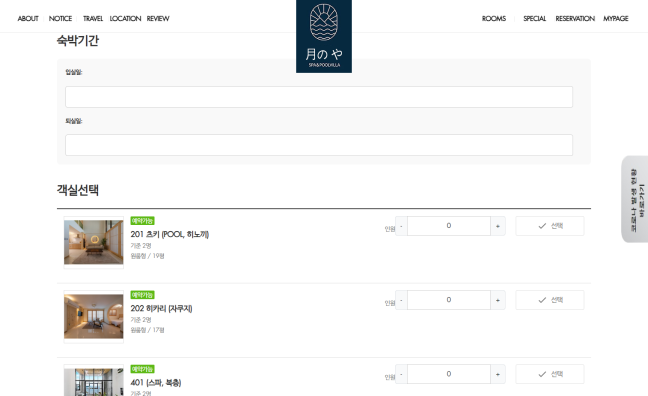 ABOUT NOTICE TRAVEL LOCATION REVIEW
月のや
SPA&POOLVILLA
ROOMS SPECIAL RESERVATION MYPAGE
숙박기간
입실일:
퇴실일:
객실선택
예약가능
201 츠키 (POOL, 히노끼)
기준 2명
원룸형 / 19평
인원 - 0 +
선택
예약가능
202 히카리 (자쿠지)
기준 2명
원룸형 / 17평
인원 - 0 +
선택
예약가능
401 (스파, 복층)
기준 2명
인원 - 0 +
선택
바로가기